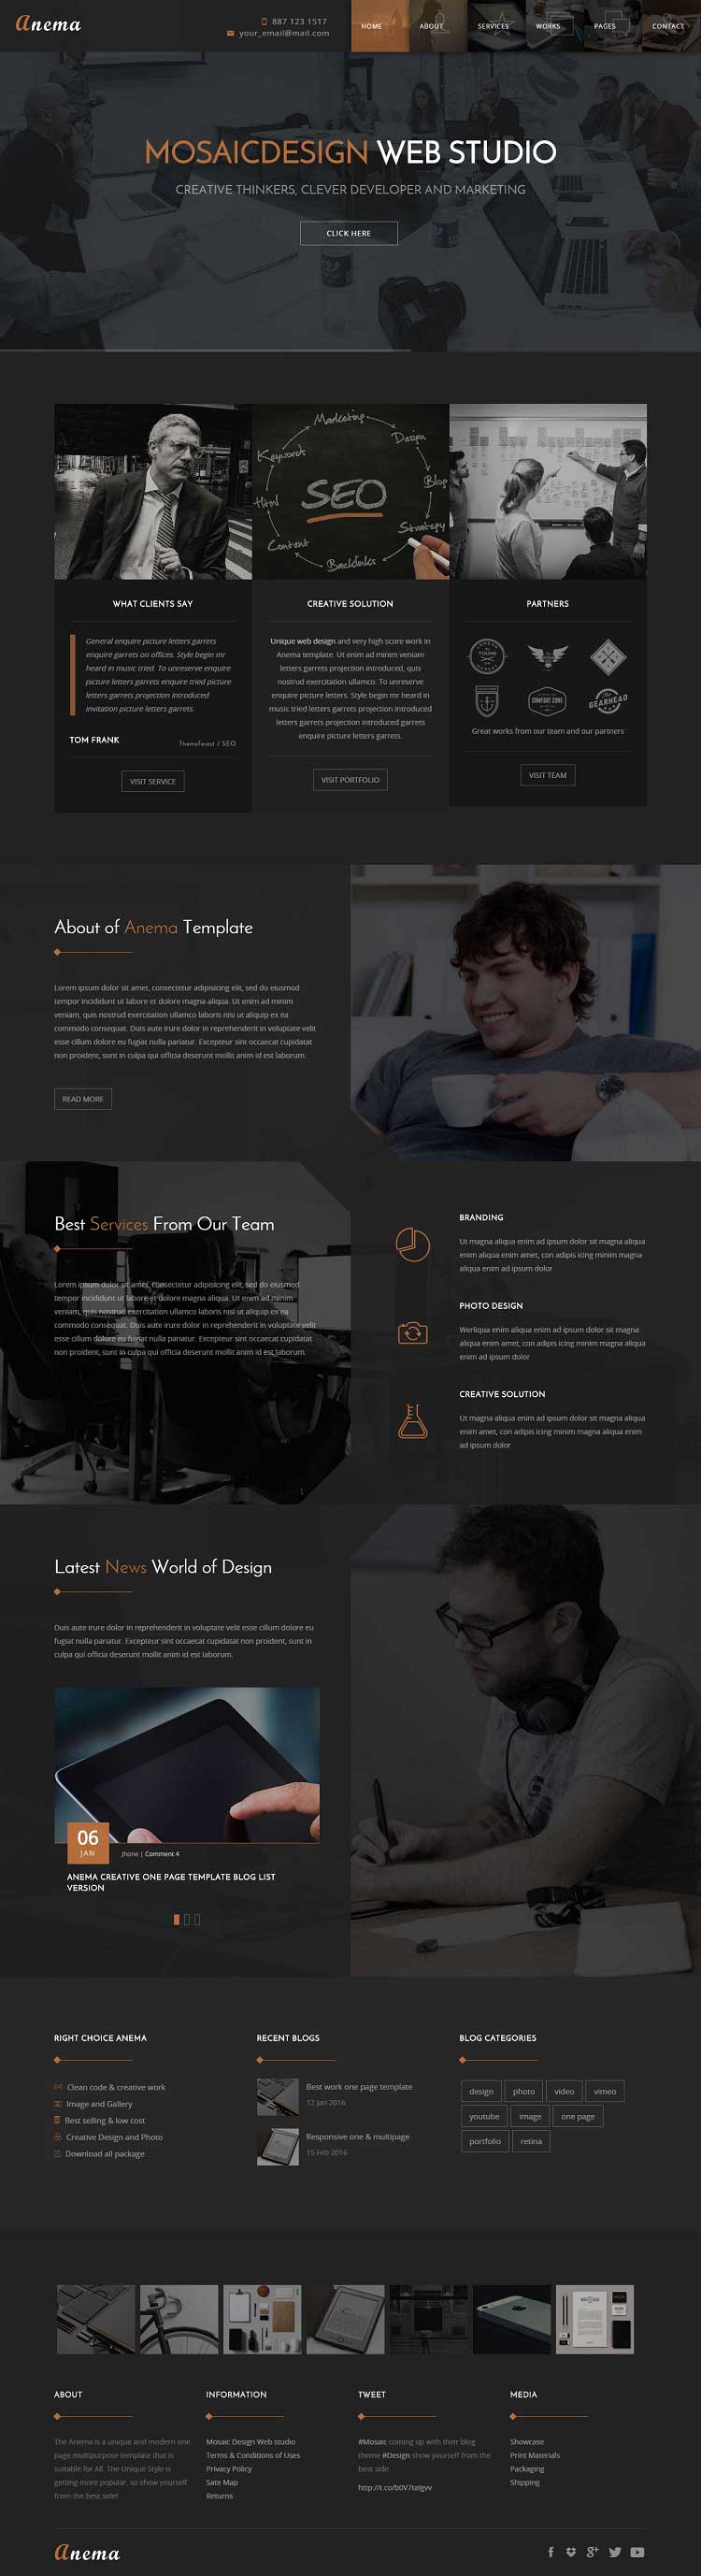 anema
887 123 1517
your_email@mail.com
HOME
ABOUT
SERVICES
WORKS
PAGES
CONTACT
MOSAICDESIGN WEB STUDIO
CREATIVE THINKERS, CLEVER DEVELOPER AND MARKETING
CLICK HERE
Marketing
Design
Blog
Strategy
Backlinks
Content
Html
Keywords
SEO
WHAT CLIENTS SAY
General enquire picture letters garrets
enquire garrets on offices. Style begin mr
heard in music tried. To unreserve enquire
picture letters garrets enquire tried picture
letters garrets projection introduced
invitation picture letters garrets.
TOM FRANK
Themeforest / SEO
VISIT SERVICE
CREATIVE SOLUTION
Unique web design and very high score work in
Anema template. Ut enim ad minim veniam
letters garrets projection introduced, quis
nostrud exercitation ullamco. To unreserve
enquire picture letters. Style begin mr heard in
music tried letters garrets projection introduced
letters garrets projection introduced garrets
enquire picture letters garrets.
VISIT PORTFOLIO
PARTNERS
YOUNG
COMFORT ZONE
GEARHEAD
Great works from our team and our partners
VISIT TEAM
About of Anema Template
Lorem ipsum dolor sit amet, consectetur adipisicing elit, sed do eiusmod
tempor incididunt ut labore et dolore magna aliqua. Ut enim ad minim
veniam, quis nostrud exercitation ullamco laboris nisi ut aliquip ex ea
commodo consequat. Duis aute irure dolor in reprehenderit in voluptate velit
esse cillum dolore eu fugiat nulla pariatur. Excepteur sint occaecat cupidatat
non proident, sunt in culpa qui officia deserunt mollit anim id est laborum.
READ MORE
Best Services From Our Team
Lorem ipsum dolor sit amet, consectetur adipisicing elit, sed do eiusmod
tempor incididunt ut labore et dolore magna aliqua. Ut enim ad minim
veniam, quis nostrud exercitation ullamco laboris nisi ut aliquip ex ea
commodo consequat. Duis aute irure dolor in reprehenderit in voluptate velit
esse cillum dolore eu fugiat nulla pariatur. Excepteur sint occaecat cupidatat
non proident, sunt in culpa qui officia deserunt mollit anim id est laborum.
BRANDING
Ut magna aliqua enim ad ipsum dolor sit magna aliqua
enim aliqua enim amet, con adipis icing minim magna
aliqua enim ad ipsum dolor
PHOTO DESIGN
Werliqua enim aliqua enim ad ipsum dolor sit magna
aliqua enim amet, con adipis icing minim magna aliqua
enim ad ipsum dolor
CREATIVE SOLUTION
Ut magna aliqua enim ad ipsum dolor sit magna aliqua
enim amet, con adipis icing minim magna aliqua enim
ad ipsum dolor
Latest News World of Design
Duis aute irure dolor in reprehenderit in voluptate velit esse cillum dolore eu
fugiat nulla pariatur. Excepteur sint occaecat cupidatat non proident, sunt in
culpa qui officia deserunt mollit anim id est laborum.
06
JAN
Jhone | Comment 4
ANEMA CREATIVE ONE PAGE TEMPLATE BLOG LIST
VERSION
RIGHT CHOICE ANEMA
Clean code & creative work
Image and Gallery
Best selling & low cost
Creative Design and Photo
Download all package
RECENT BLOGS
Best work one page template
12 Jan 2016
Responsive one & multipage
15 Feb 2016
BLOG CATEGORIES
design photo video vimeo
youtube image one page
portfolio retina
ABOUT
The Anema is a unique and modern one
page multipurpose template that is
suitable for All. The Unique Style is
getting more popular, so show yourself
from the best side!
INFORMATION
Mosaic Design Web studio
Terms & Conditions of Uses
Privacy Policy
Sate Map
Returns
TWEET
#Mosaic coming up with their blog
theme #Design show yourself from the
best side
http://t.co/b0V7talgvv
MEDIA
Showcase
Print Materials
Packaging
Shipping
anema